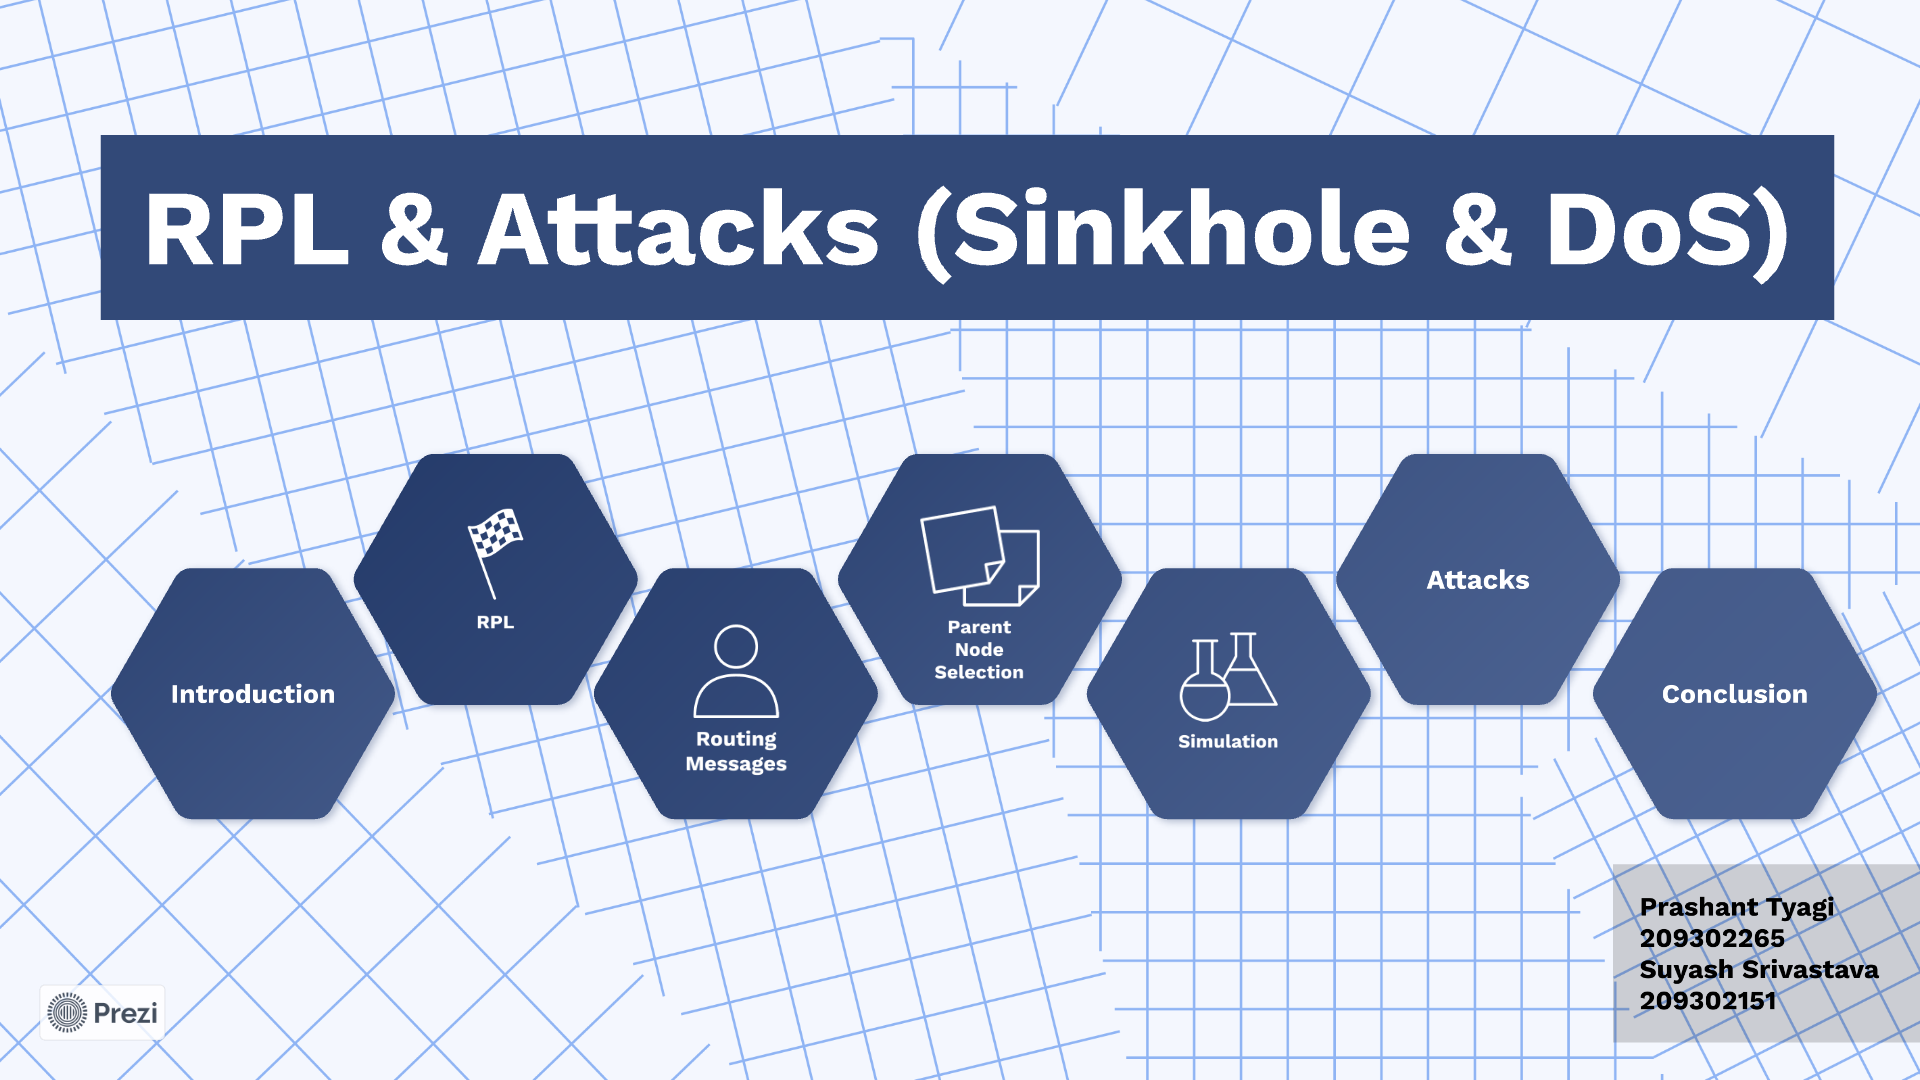 RPL & Attacks (Sinkhole & DoS)
Introduction
RPL
Routing
Messages
Parent
Node
Selection
Simulation
Attacks
Conclusion
Prashant Tyagi
209302265
Suyash Srivastava
209302151
Prezi